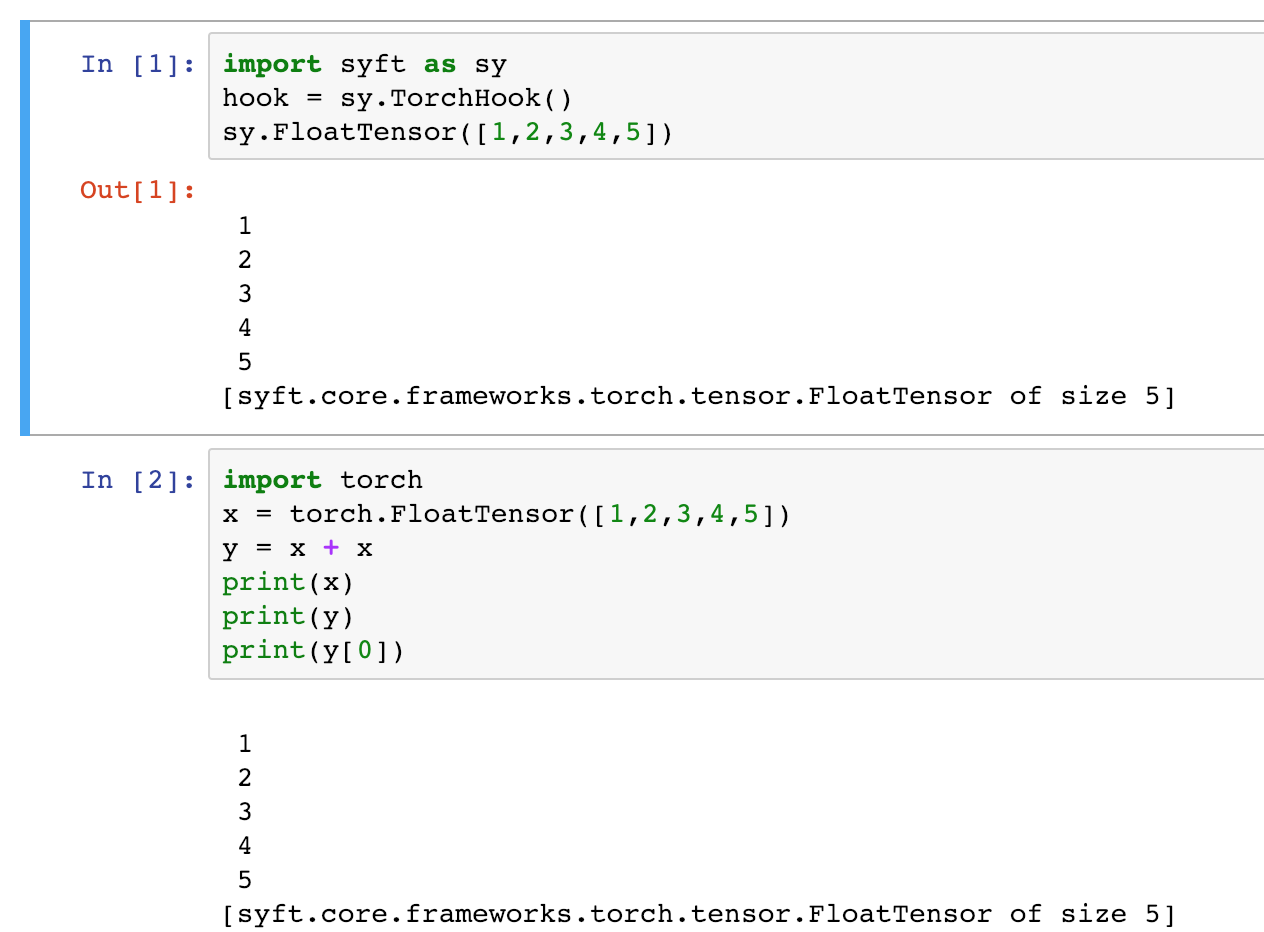 In [1]: import syft as sy
hook = sy.TorchHook()
sy.FloatTensor([1,2,3,4,5])
Out[1]:
1
2
3
4
5
[syft.core.frameworks.torch.tensor.FloatTensor of size 5]
In [2]: import torch
x = torch.FloatTensor([1,2,3,4,5])
y = x + x
print(x)
print(y)
print(y[0])
1
2
3
4
5
[syft.core.frameworks.torch.tensor.FloatTensor of size 5]